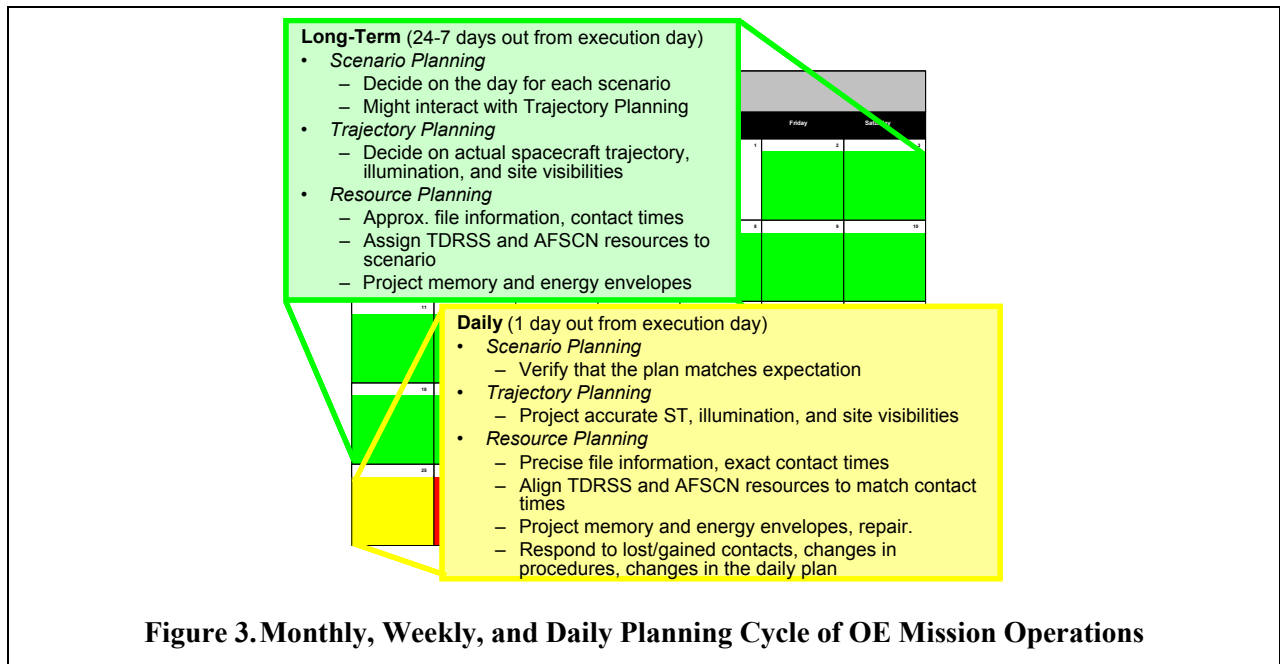 Long-Term (24-7 days out from execution day)
• Scenario Planning
– Decide on the day for each scenario
– Might interact with Trajectory Planning
• Trajectory Planning
– Decide on actual spacecraft trajectory,
illumination, and site visibilities
• Resource Planning
– Approx. file information, contact times
– Assign TDRSS and AFSCN resources to
scenario
– Project memory and energy envelopes
Friday Saturday
1 2 3
8 9 10
11
18
25
Daily (1 day out from execution day)
• Scenario Planning
– Verify that the plan matches expectation
• Trajectory Planning
– Project accurate ST, illumination, and site visibilities
• Resource Planning
– Precise file information, exact contact times
– Align TDRSS and AFSCN resources to match contact
times
– Project memory and energy envelopes, repair.
– Respond to lost/gained contacts, changes in
procedures, changes in the daily plan
Figure 3. Monthly, Weekly, and Daily Planning Cycle of OE Mission Operations